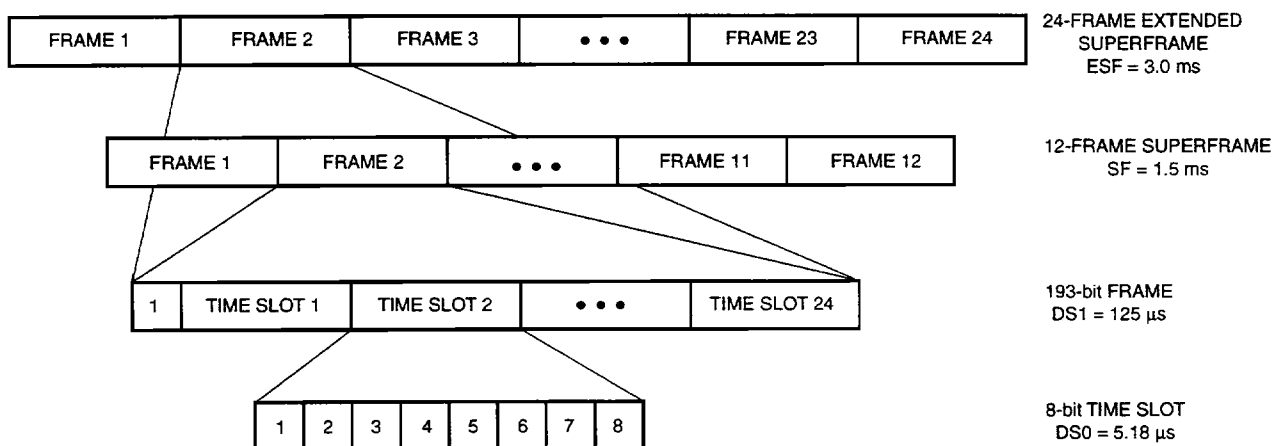 FRAME 1 FRAME 2 FRAME 3 ••• FRAME 23 FRAME 24
24-FRAME EXTENDED
SUPERFRAME
ESF = 3.0 ms
FRAME 1 FRAME 2 ••• FRAME 11 FRAME 12
12-FRAME SUPERFRAME
SF = 1.5 ms
1 TIME SLOT 1 TIME SLOT 2 ••• TIME SLOT 24
193-bit FRAME
DS1 = 125 µs
1 2 3 4 5 6 7 8
8-bit TIME SLOT
DS0 = 5.18 µs